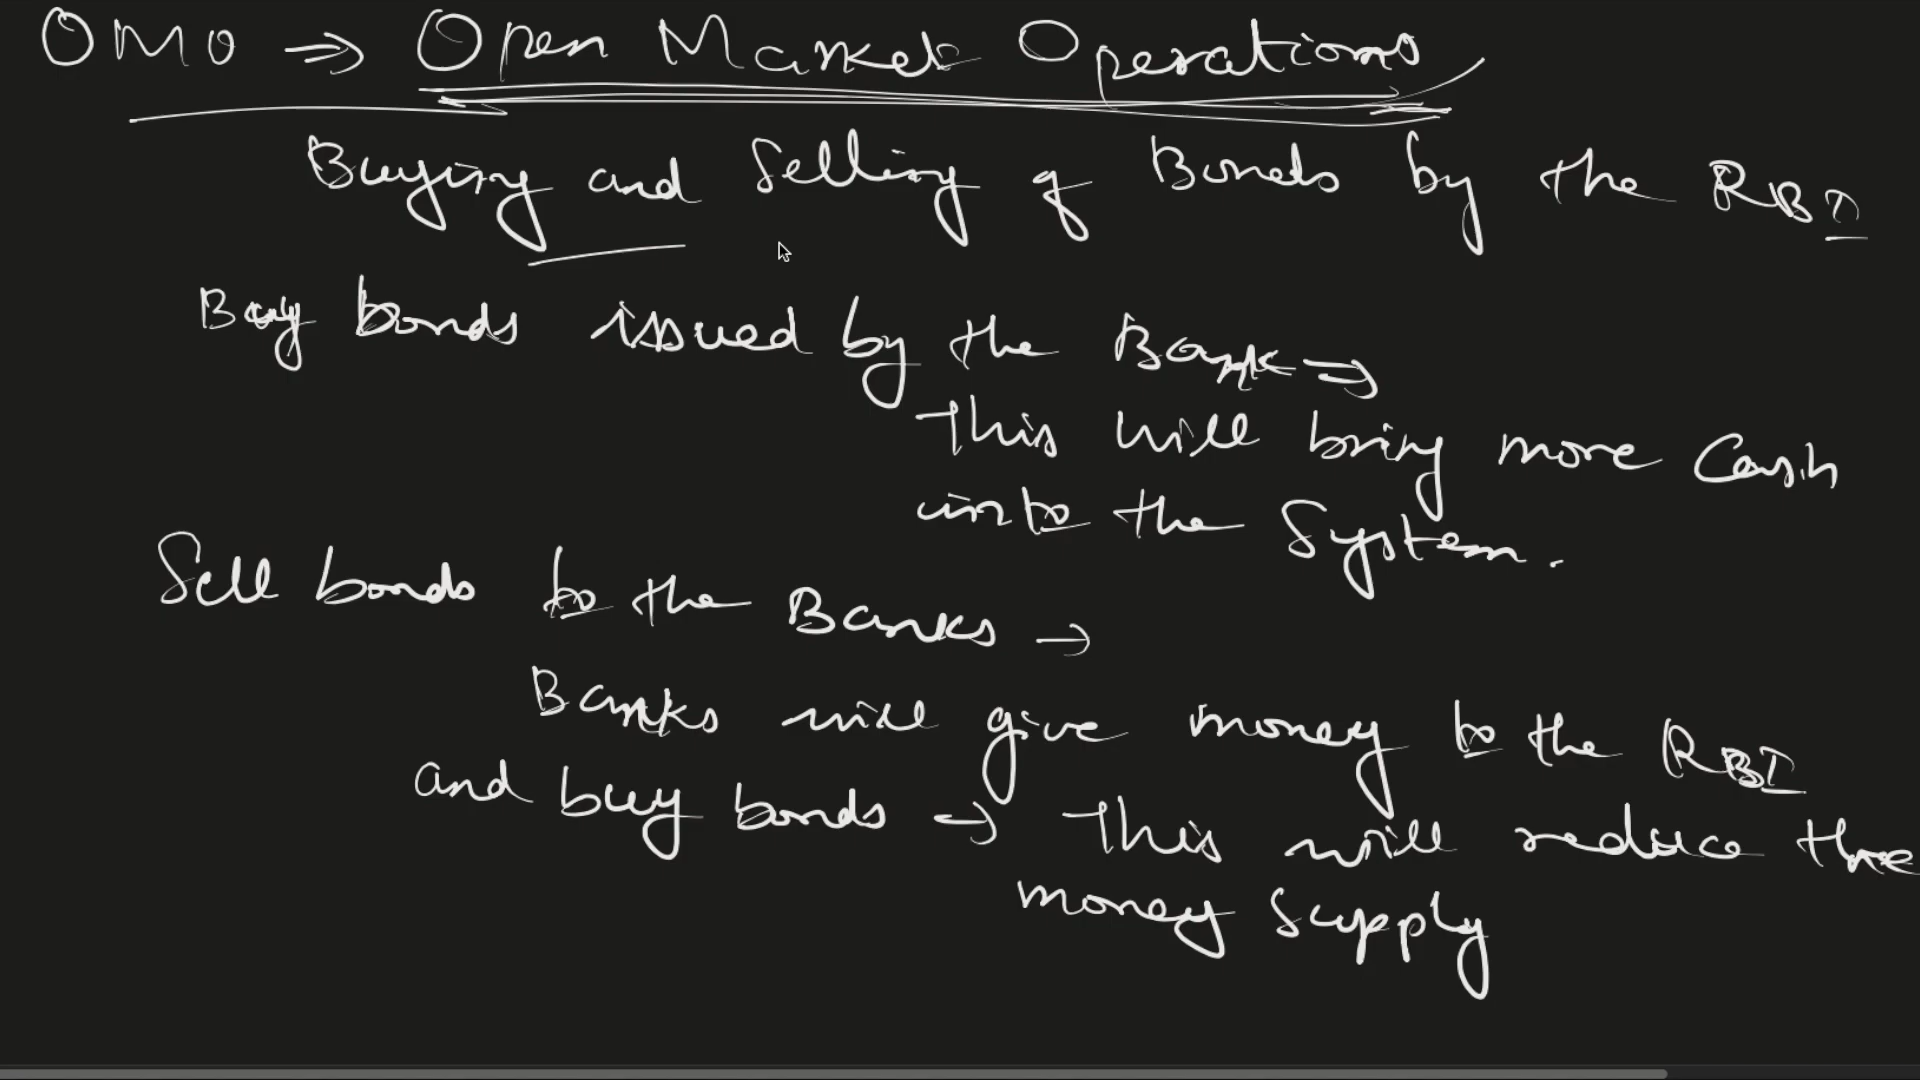 OMO ⇒ Open Market Operations
Buying and Selling of Bonds by the RBI
Buy bonds issued by the Bank ⇒
This will bring more Cash
into the System.
Sell bonds to the Banks →
Banks will give money to the RBI
and buy bonds → This will reduce the
money Supply